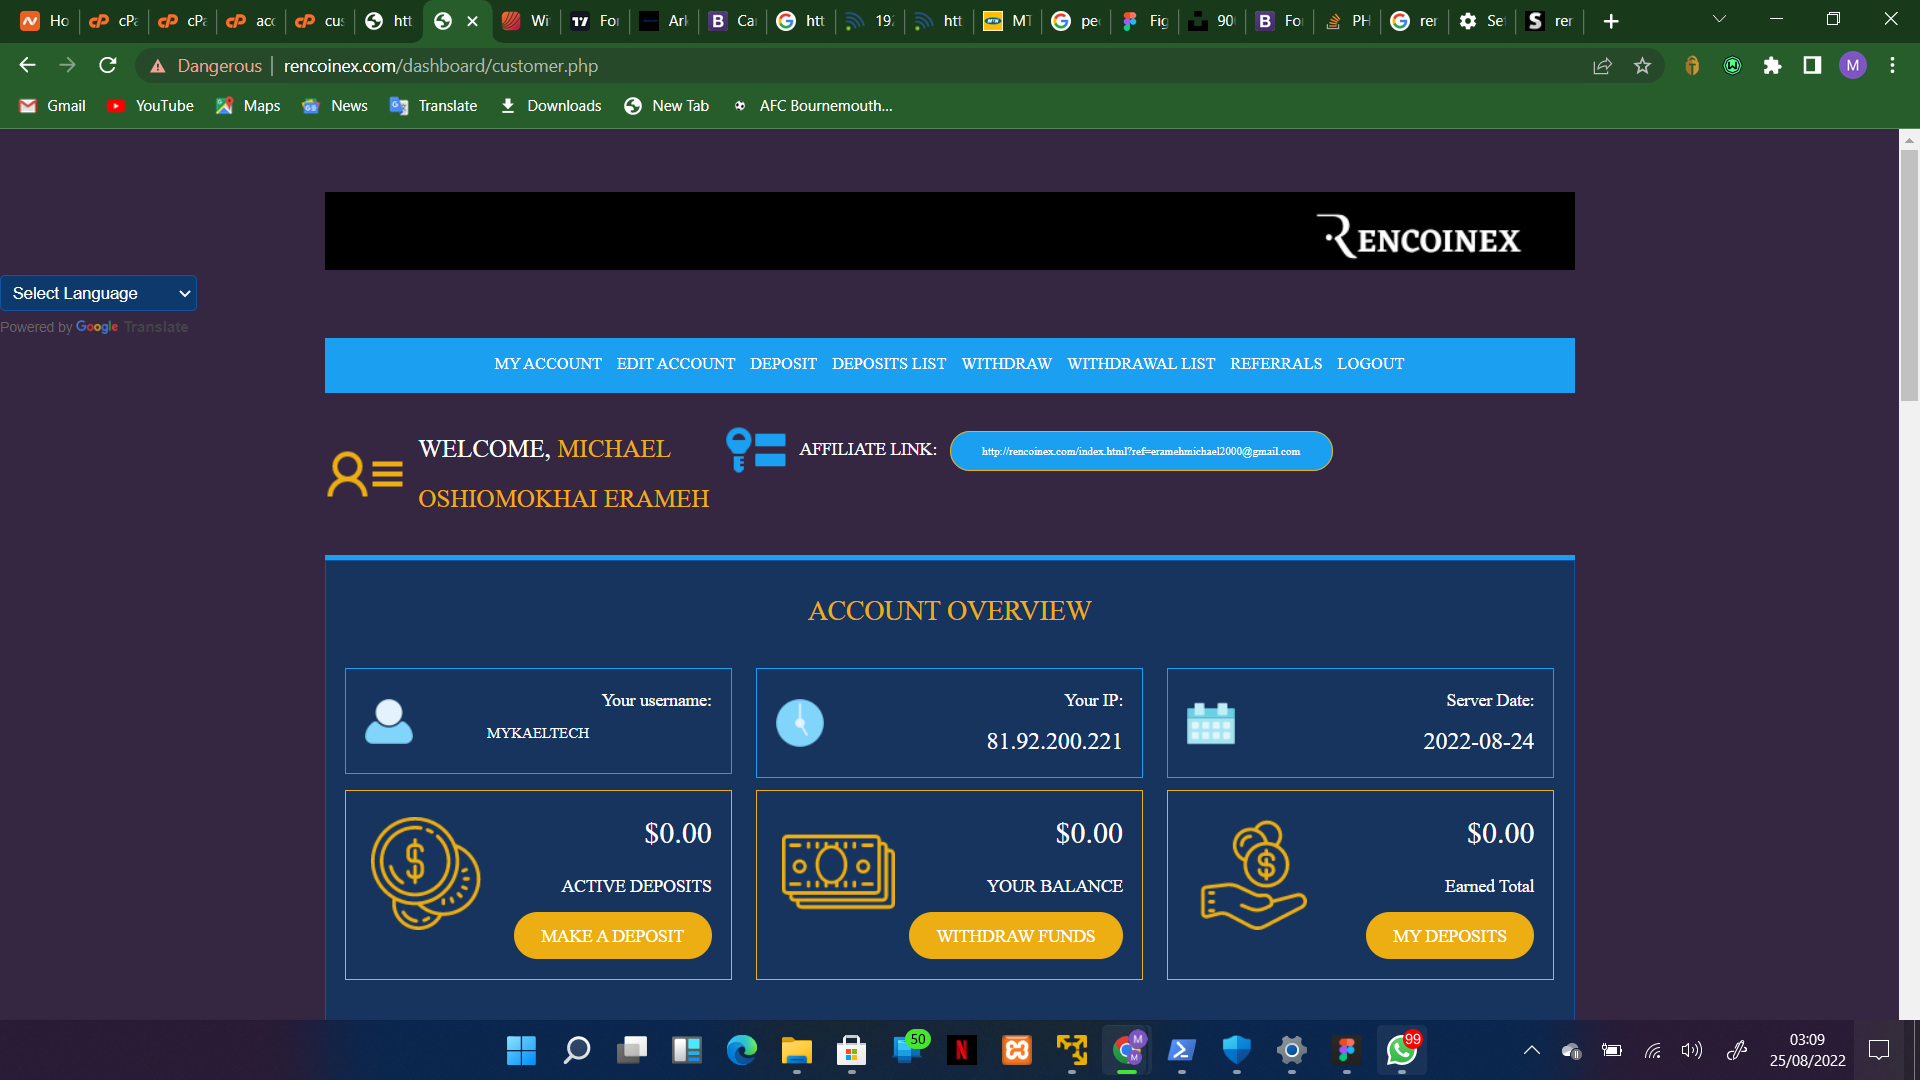 Ho
cPa
cPa
acc
cus
htt
Wi
For
Ark
Ca
htt
192
htt
MT
pe
Fig
90
For
PH
rer
Set
rer
Dangerous rencoinex.com/dashboard/customer.php
M
Gmail YouTube Maps News Translate Downloads New Tab AFC Bournemouth...
RENCOINEX
Select Language
Powered by Google Translate
MY ACCOUNT EDIT ACCOUNT DEPOSIT DEPOSITS LIST WITHDRAW WITHDRAWAL LIST REFERRALS LOGOUT
WELCOME, MICHAEL
OSHIOMOKHAI ERAMEH
AFFILIATE LINK: http://rencoinex.com/index.html?ref=eramehmichael2000@gmail.com
ACCOUNT OVERVIEW
Your username:
MYKAELTECH
Your IP:
81.92.200.221
Server Date:
2022-08-24
$0.00
ACTIVE DEPOSITS
MAKE A DEPOSIT
$0.00
YOUR BALANCE
WITHDRAW FUNDS
$0.00
Earned Total
MY DEPOSITS
50
99
03:09
25/08/2022